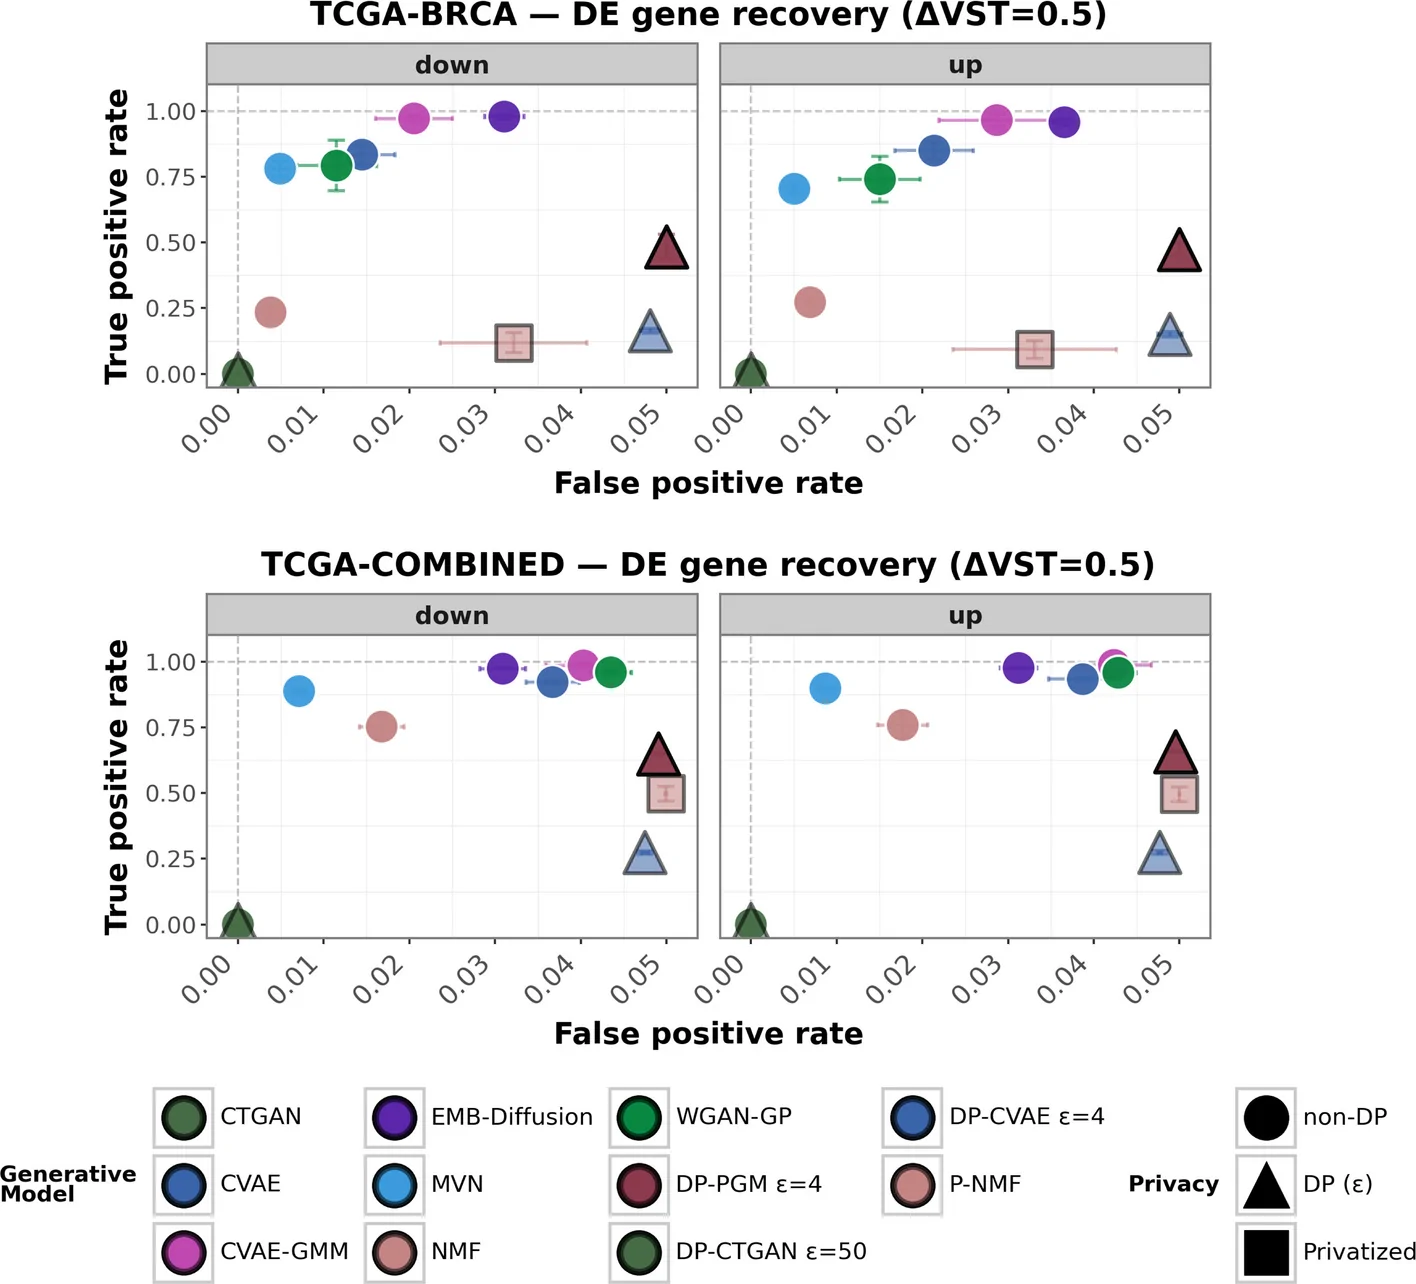 TCGA-BRCA — DE gene recovery (ΔVST=0.5)
down
up
True positive rate
1.00
0.75
0.50
0.25
0.00
0.00 0.01 0.02 0.03 0.04 0.05
0.00 0.01 0.02 0.03 0.04 0.05
False positive rate
TCGA-COMBINED — DE gene recovery (ΔVST=0.5)
down
up
True positive rate
1.00
0.75
0.50
0.25
0.00
0.00 0.01 0.02 0.03 0.04 0.05
0.00 0.01 0.02 0.03 0.04 0.05
False positive rate
Generative
Model
CTGAN
CVAE
CVAE-GMM
EMB-Diffusion
MVN
NMF
WGAN-GP
DP-PGM ε=4
DP-CTGAN ε=50
DP-CVAE ε=4
P-NMF
Privacy
non-DP
DP (ε)
Privatized